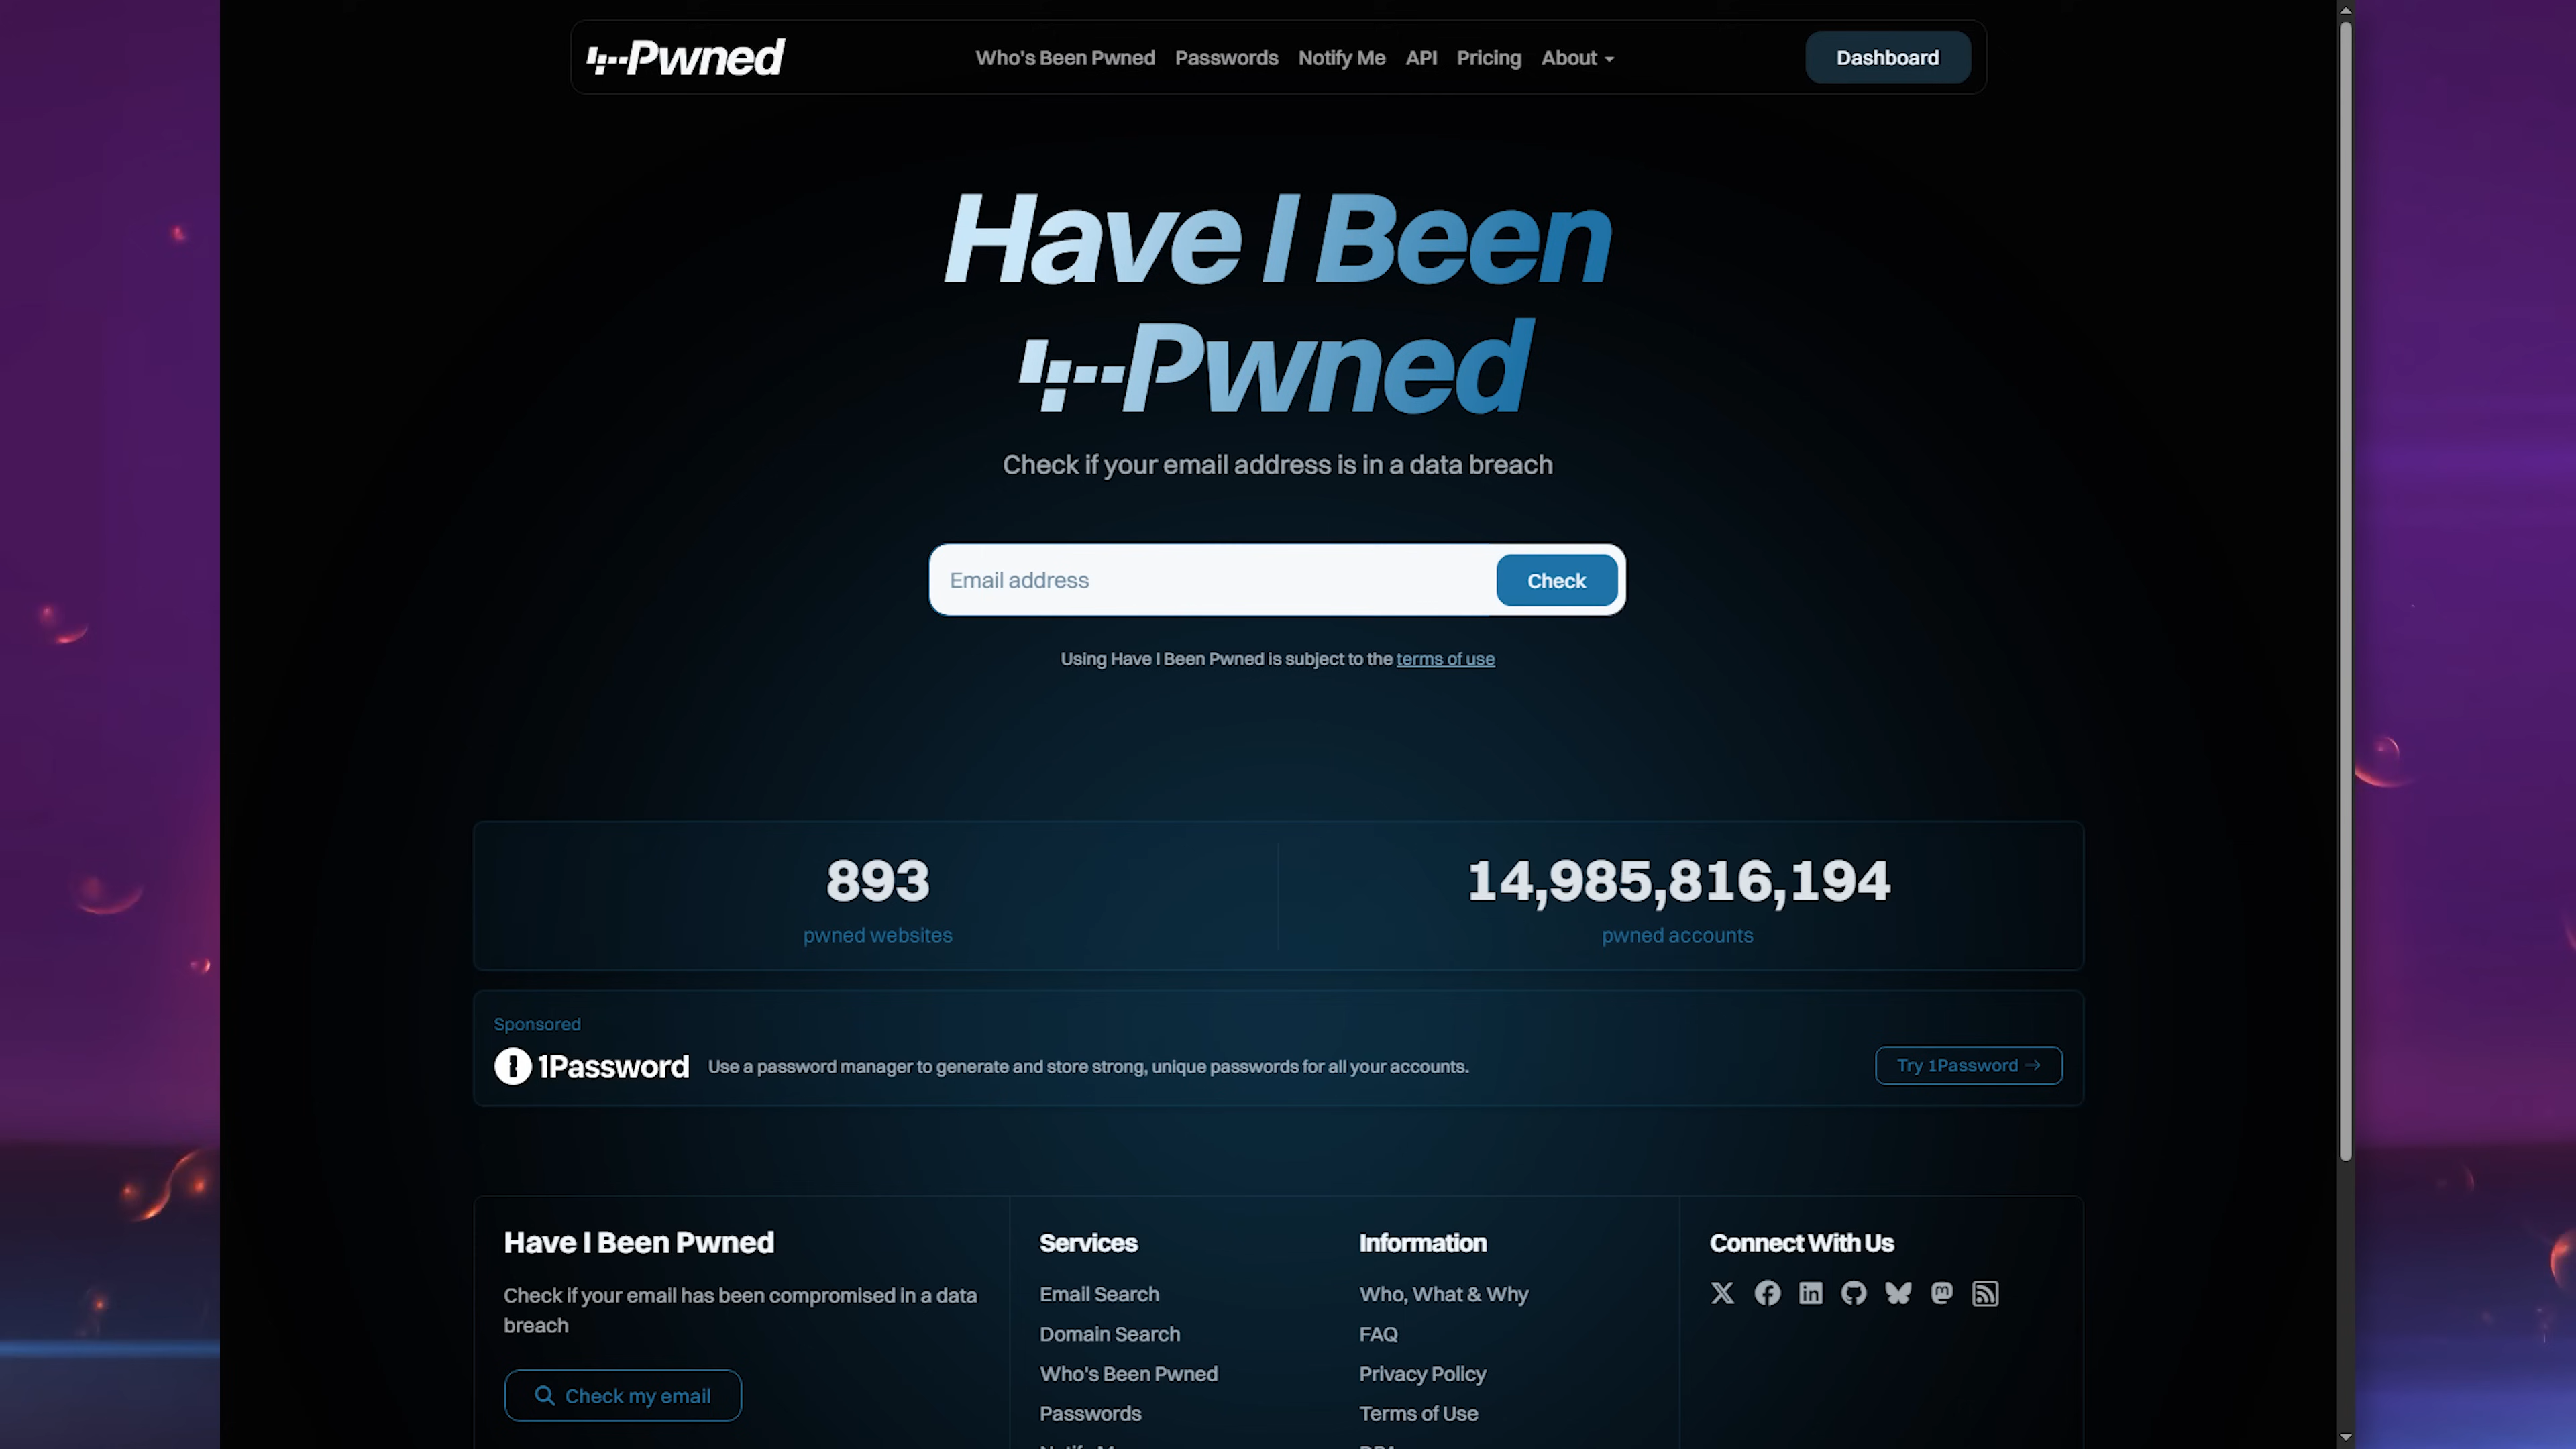 Pwned
Who's Been Pwned Passwords Notify Me API Pricing About
Dashboard
Have I Been
Pwned
Check if your email address is in a data breach
Email address
Check
Using Have I Been Pwned is subject to the terms of use
893
pwned websites
14,985,816,194
pwned accounts
Sponsored
1Password
Use a password manager to generate and store strong, unique passwords for all your accounts.
Try 1Password →
Have I Been Pwned
Check if your email has been compromised in a data
breach
Check my email
Services
Email Search
Domain Search
Who's Been Pwned
Passwords
Information
Who, What & Why
FAQ
Privacy Policy
Terms of Use
Connect With Us